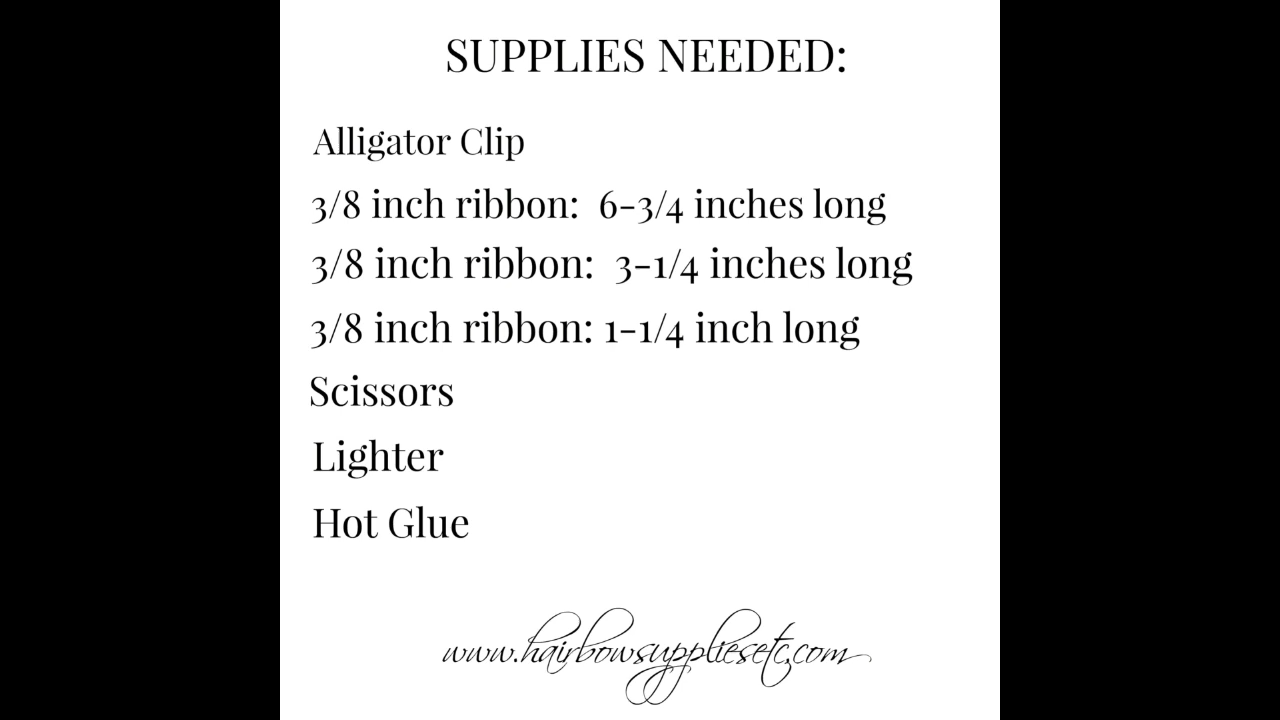 SUPPLIES NEEDED:
Alligator Clip
3/8 inch ribbon: 6-3/4 inches long
3/8 inch ribbon: 3-1/4 inches long
3/8 inch ribbon: 1-1/4 inch long
Scissors
Lighter
Hot Glue
www.hairbowsuppliesetc.com